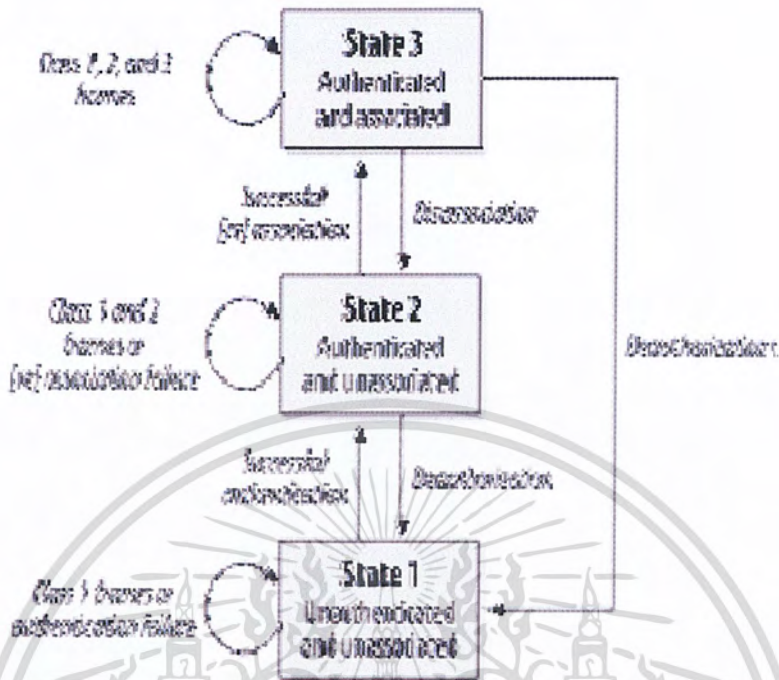 State 3
Authenticated
and associated
Class 1, 2, and 3
frames
Successful
[re] association
Disassociation
State 2
Authenticated
and unassociated
Class 1 and 2
frames or
[re] association failure
Deauthorization
Successful
authentication
Deauthorization
State 1
Unauthenticated
and unassociated
Class 1 frames or
authentication failure